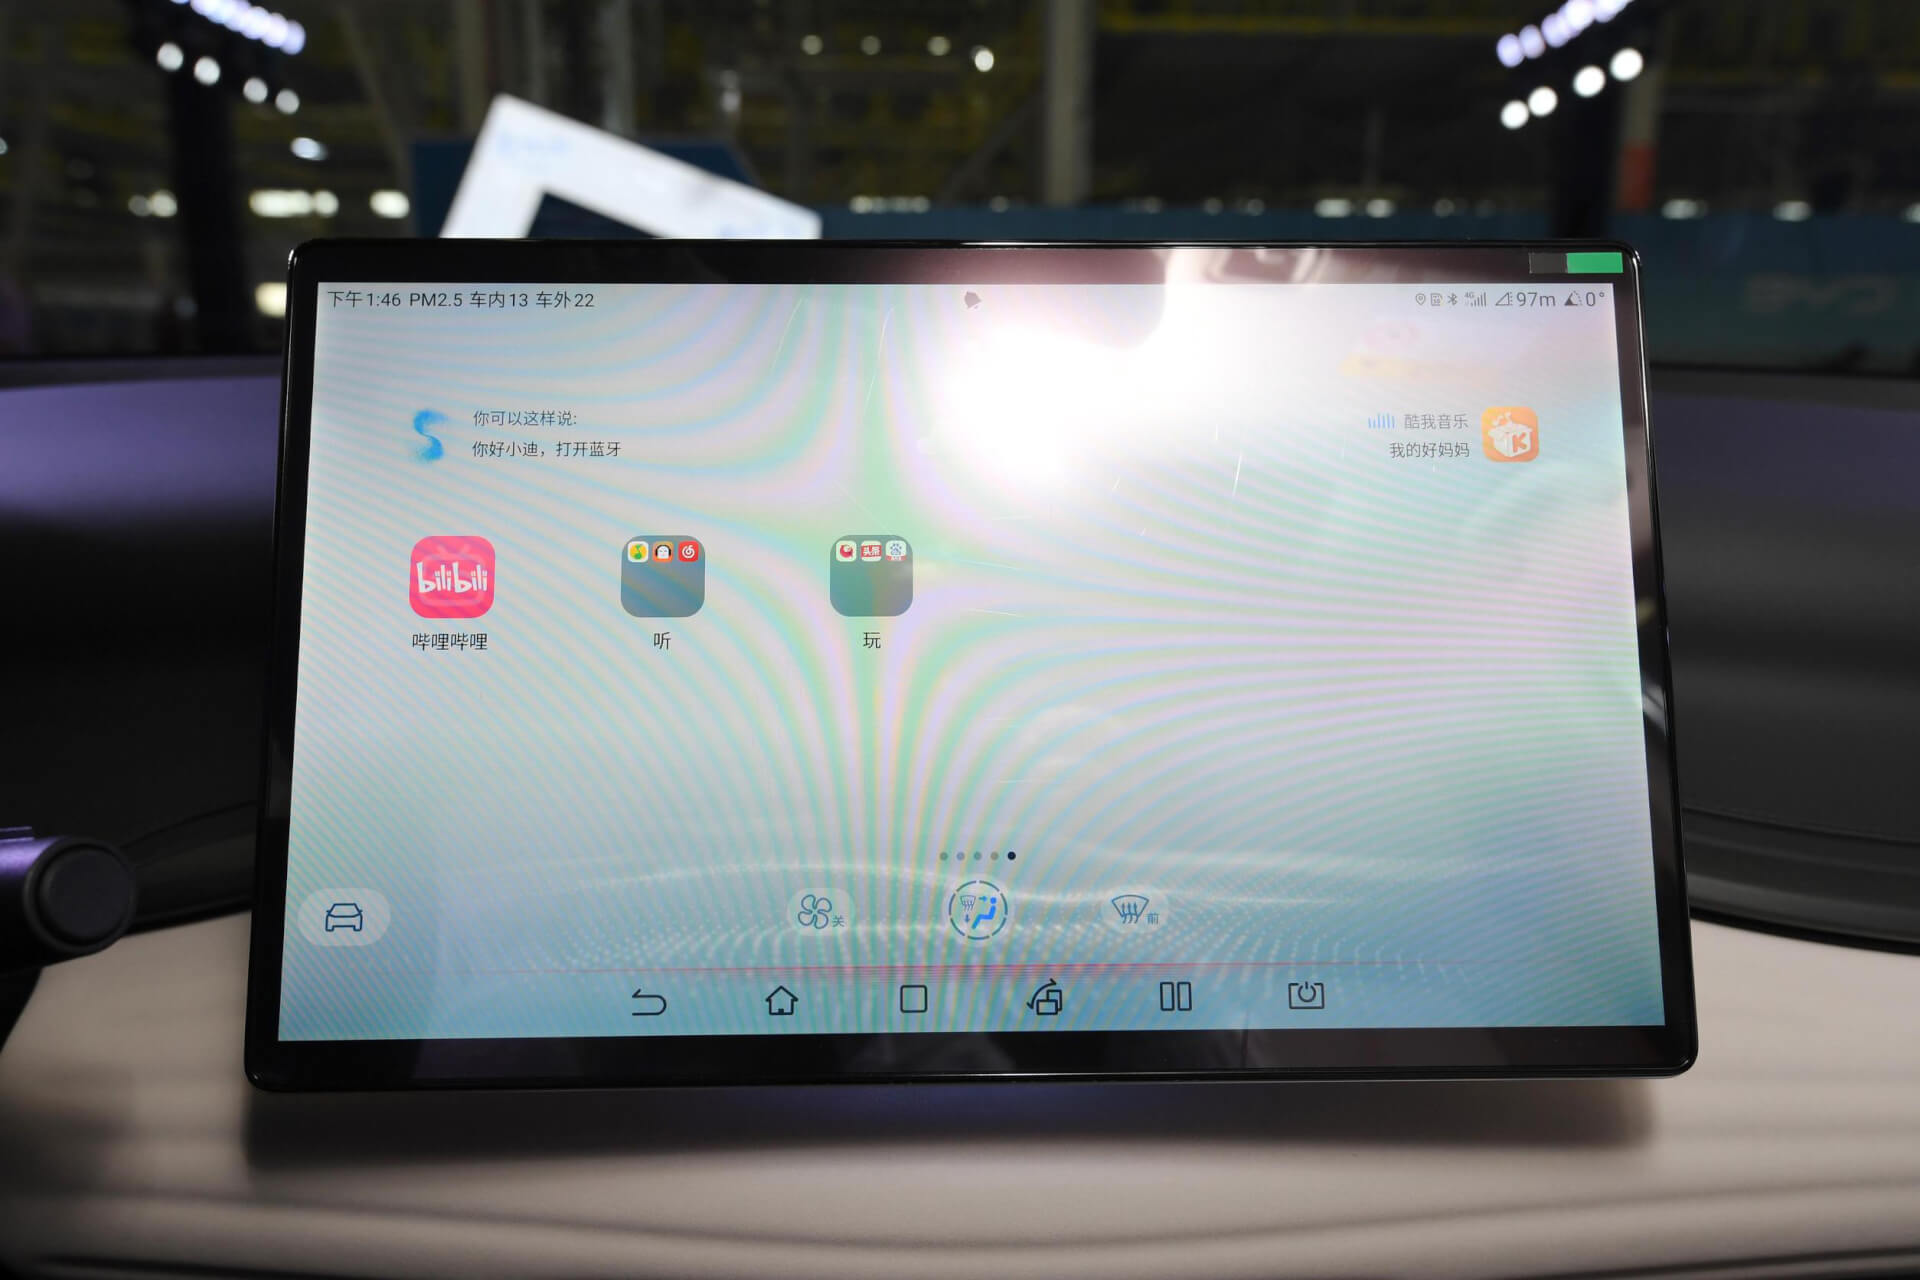 下午1:46 PM2.5 车内13 车外22
4G 97m 0°
你可以这样说:
你好小迪，打开蓝牙
酷我音乐
我的好妈妈
K
bilibili
头条
哔哩哔哩
听
玩
关
前